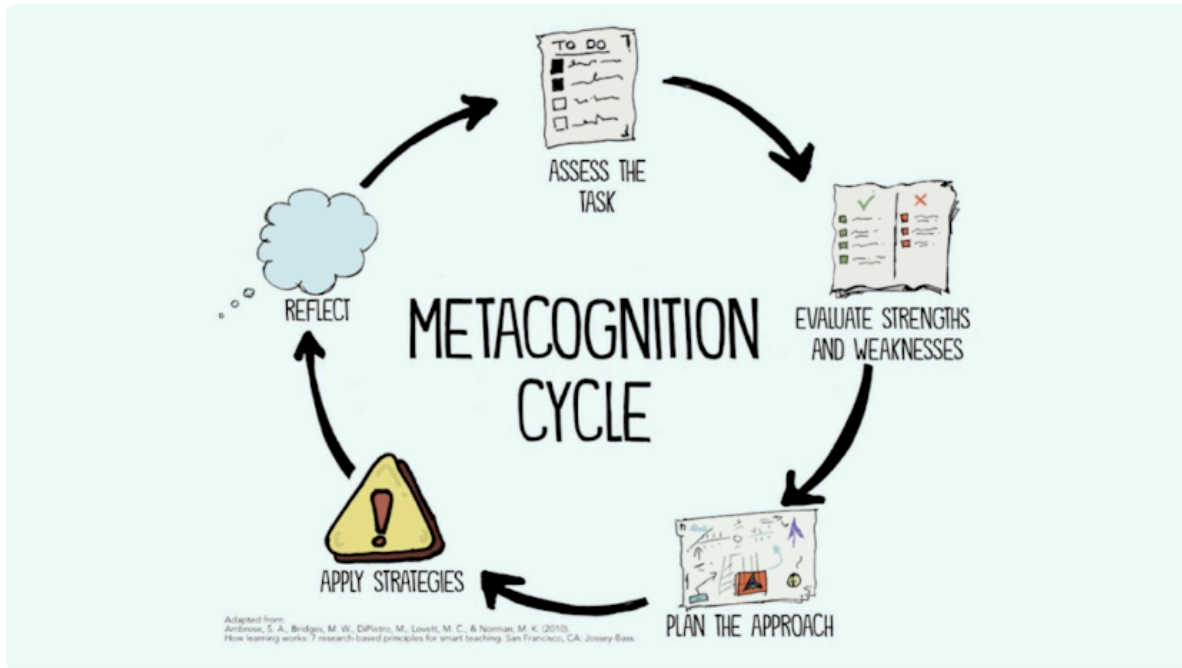 TO DO
ASSESS THE
TASK
EVALUATE STRENGTHS
AND WEAKNESSES
PLAN THE APPROACH
APPLY STRATEGIES
REFLECT
METACOGNITION
CYCLE
Adapted from:
Ambrose, S. A., Bridges, M. W., DiPietro, M., Lovett, M. C., & Norman, M. K. (2010).
How learning works: 7 research-based principles for smart teaching. San Francisco, CA: Jossey-Bass.